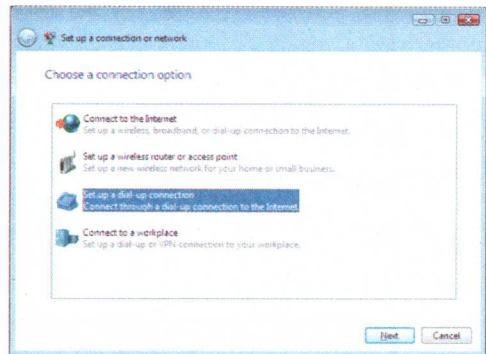 Set up a connection or network
Choose a connection option
Connect to the Internet
Set up a wireless, broadband, or dial-up connection to the Internet.
Set up a wireless router or access point
Set up a new wireless network for your home or small business.
Set up a dial-up connection
Connect through a dial-up connection to the Internet.
Connect to a workplace
Set up a dial-up or VPN connection to your workplace.
Next
Cancel